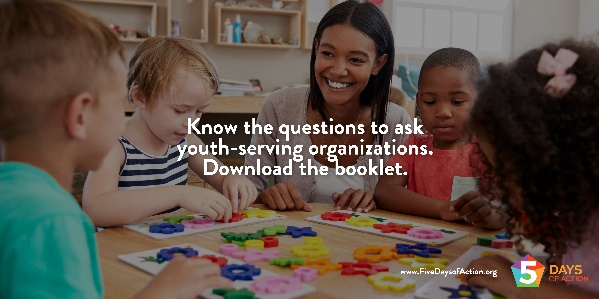 Know the questions to ask
youth-serving organizations.
Download the booklet.
www.FiveDaysofAction.org
5 DAYS
OF ACTION